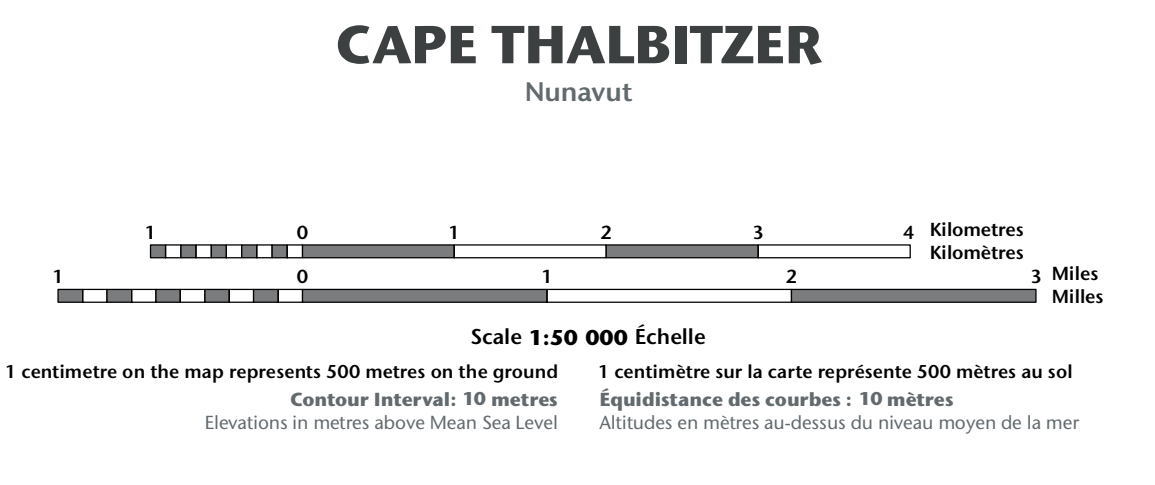 CAPE THALBITZER
Nunavut
1 0 1 2 3 4 Kilometres
Kilomètres
1 0 1 2 3 Miles
Milles
Scale 1:50 000 Échelle
1 centimetre on the map represents 500 metres on the ground
Contour Interval: 10 metres
Elevations in metres above Mean Sea Level
1 centimètre sur la carte représente 500 mètres au sol
Équidistance des courbes : 10 mètres
Altitudes en mètres au-dessus du niveau moyen de la mer